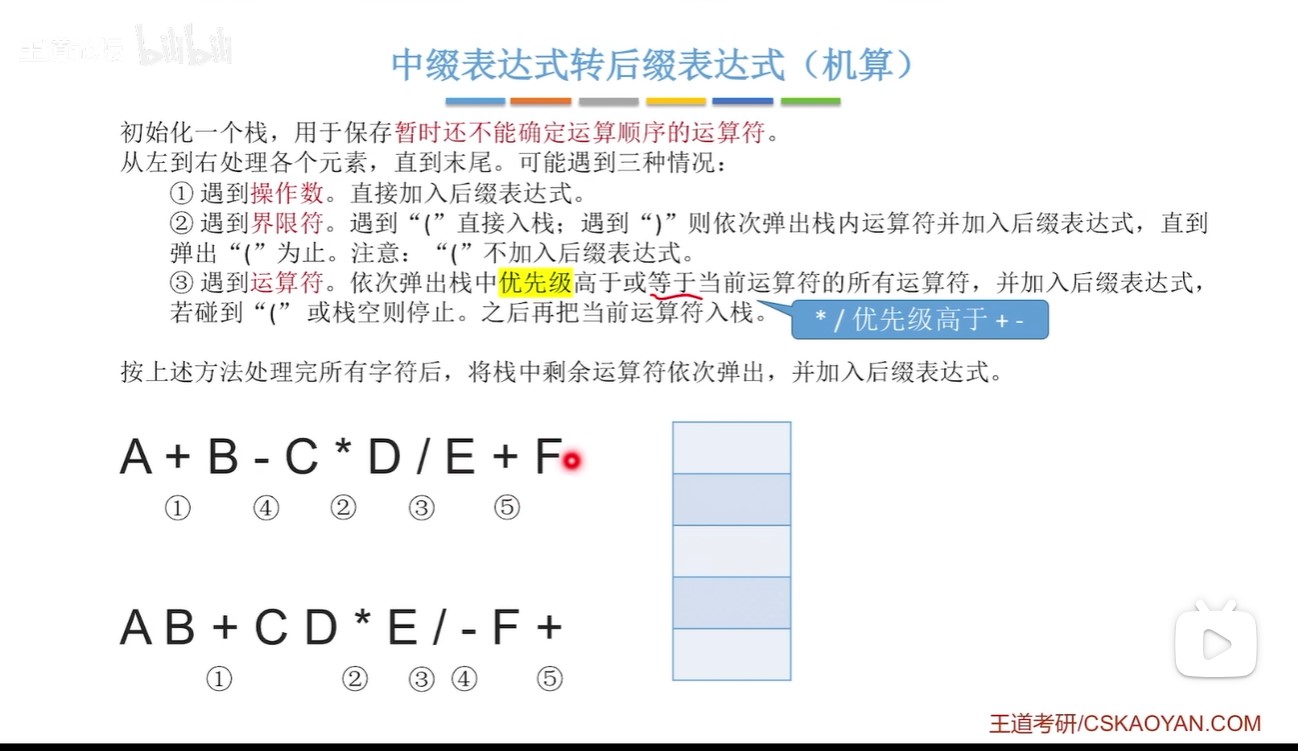 王道论坛 bilibili
中缀表达式转后缀表达式（机算）
初始化一个栈，用于保存暂时还不能确定运算顺序的运算符。
从左到右处理各个元素，直到末尾。可能遇到三种情况：
① 遇到操作数。直接加入后缀表达式。
② 遇到界限符。遇到“(”直接入栈；遇到“)”则依次弹出栈内运算符并加入后缀表达式，直到
弹出“(”为止。注意：“(”不加入后缀表达式。
③ 遇到运算符。依次弹出栈中优先级高于或等于当前运算符的所有运算符，并加入后缀表达式，
若碰到“(” 或栈空则停止。之后再把当前运算符入栈。
* / 优先级高于 + -
按上述方法处理完所有字符后，将栈中剩余运算符依次弹出，并加入后缀表达式。
A + B - C * D / E + F
① ④ ② ③ ⑤
A B + C D * E / - F +
① ② ③ ④ ⑤
王道考研/CSKAOYAN.COM